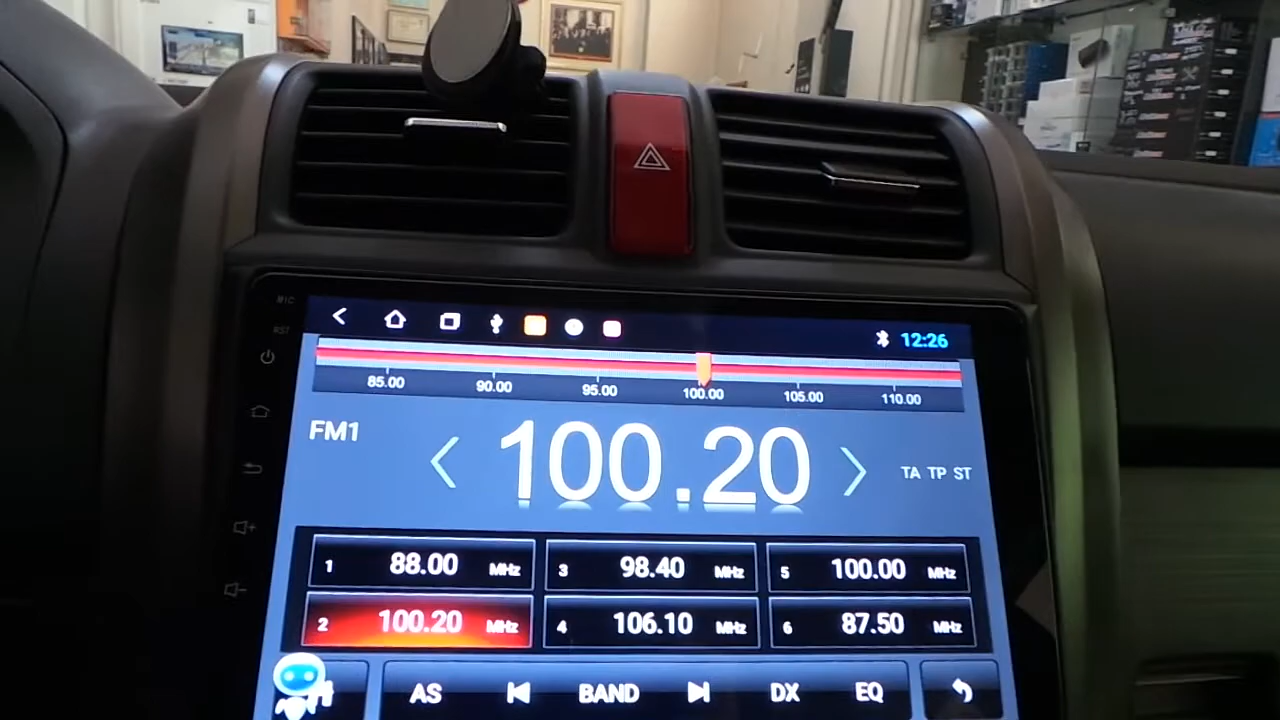 MIC
RST
12:26
85.00 90.00 95.00 100.00 105.00 110.00
FM1
100.20
TA TP ST
1 88.00 MHz
3 98.40 MHz
5 100.00 MHz
2 100.20 MHz
4 106.10 MHz
6 87.50 MHz
AS BAND DX EQ